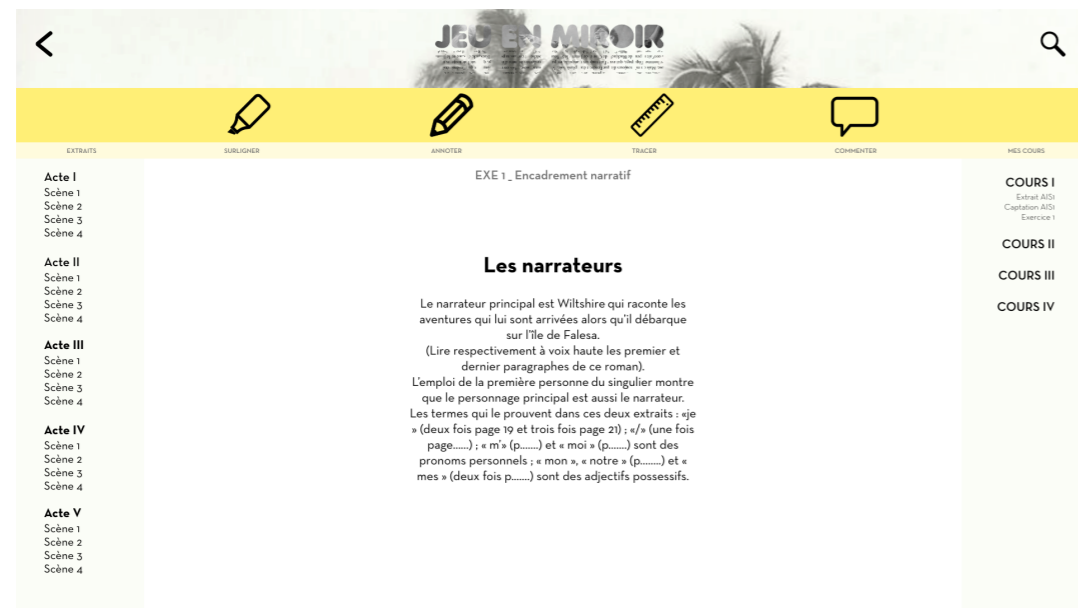 JEU EN MIROIR
EXTRAITS
SURLIGNER
ANNOTER
TRACER
COMMENTER
MES COURS
Acte I
Scène 1
Scène 2
Scène 3
Scène 4
Acte II
Scène 1
Scène 2
Scène 3
Scène 4
Acte III
Scène 1
Scène 2
Scène 3
Scène 4
Acte IV
Scène 1
Scène 2
Scène 3
Scène 4
Acte V
Scène 1
Scène 2
Scène 3
Scène 4
EXE 1_ Encadrement narratif
Les narrateurs
Le narrateur principal est Wiltshire qui raconte les
aventures qui lui sont arrivées alors qu'il débarque
sur l'île de Falesa.
(Lire respectivement à voix haute les premier et
dernier paragraphes de ce roman).
L'emploi de la première personne du singulier montre
que le personnage principal est aussi le narrateur.
Les termes qui le prouvent dans ces deux extraits : «je
» (deux fois page 19 et trois fois page 21) ; «/» (une fois
page......) ; « m'» (p.......) et « moi » (p.......) sont des
pronoms personnels ; « mon », « notre » (p........) et «
mes » (deux fois p.......) sont des adjectifs possessifs.
COURS I
Extrait AISI
Captation AISI
Exercice 1
COURS II
COURS III
COURS IV